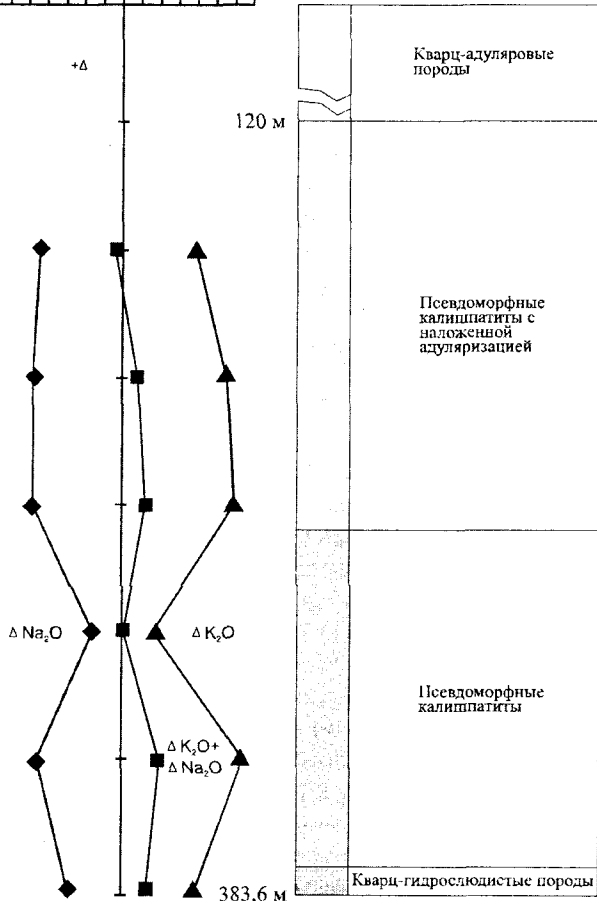 +Δ
Кварц-адуляровые
породы
120 м
Псевдоморфные
калишпатиты с
наложенной
адуляризацией
Δ Na₂O
Δ K₂O
Псевдоморфные
калишпатиты
Δ K₂O+
Δ Na₂O
Кварц-гидрослюдистые породы
383,6 м